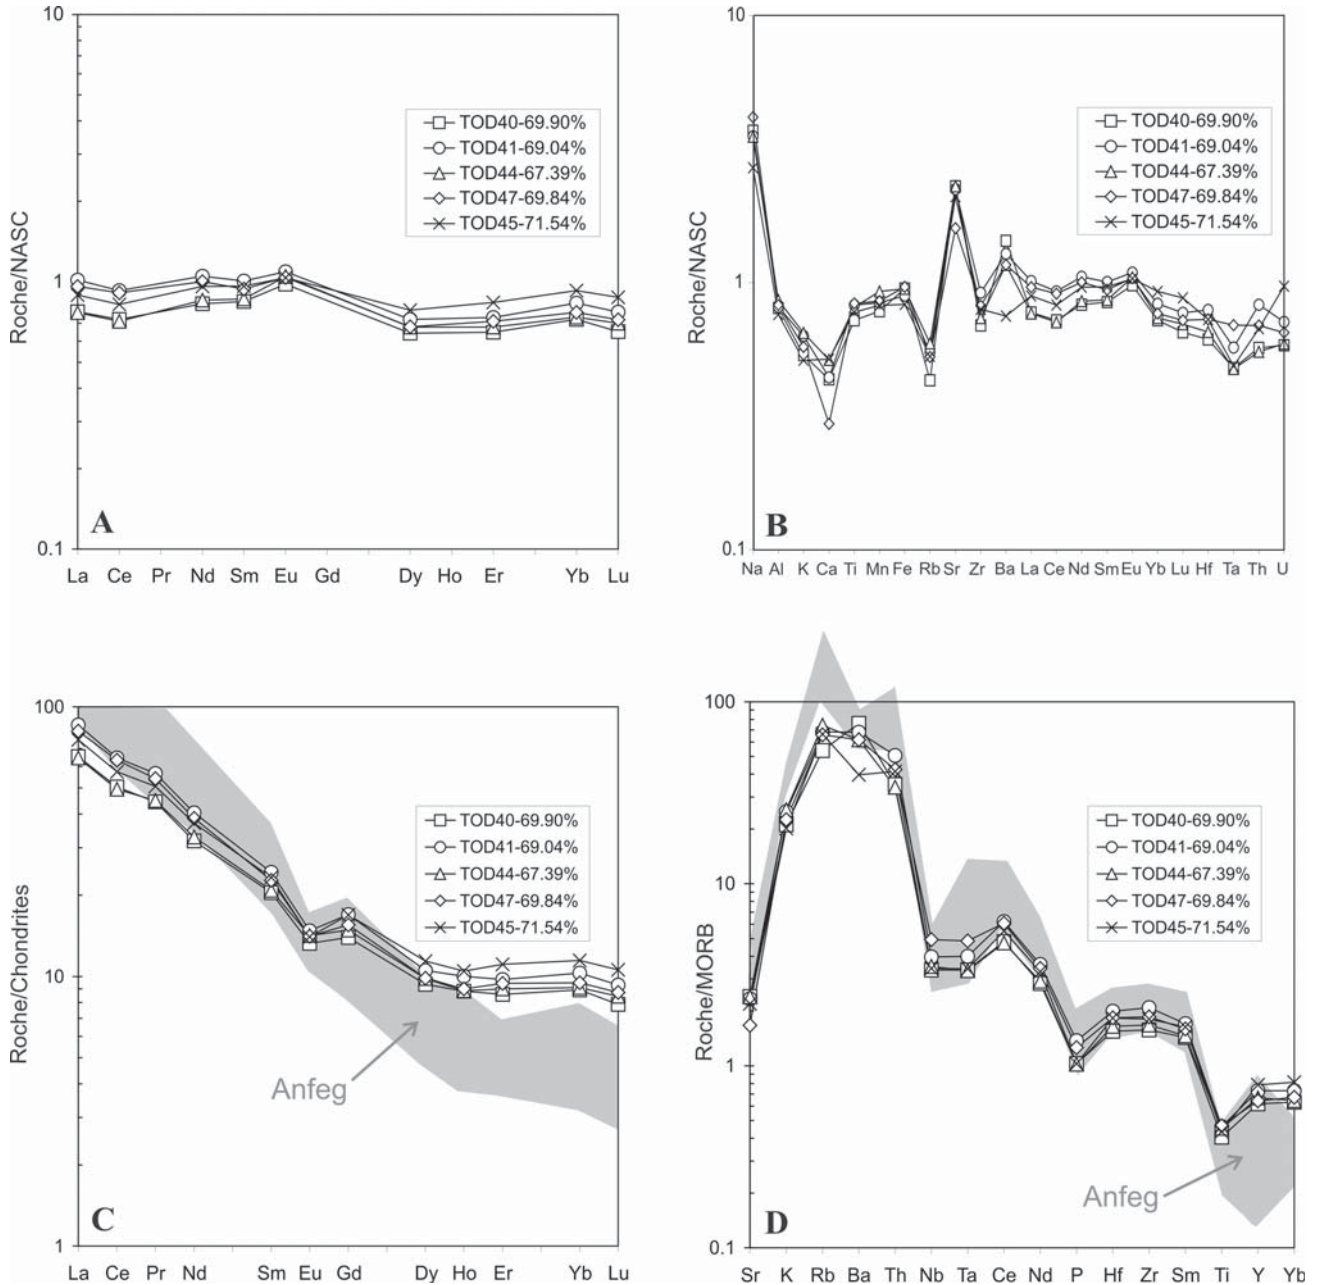 10
1
0.1
Roche/NASC
TOD40-69.90%
TOD41-69.04%
TOD44-67.39%
TOD47-69.84%
TOD45-71.54%
A
La Ce Pr Nd Sm Eu Gd Dy Ho Er Yb Lu
10
1
0.1
Roche/NASC
TOD40-69.90%
TOD41-69.04%
TOD44-67.39%
TOD47-69.84%
TOD45-71.54%
B
Na Al K Ca Ti Mn Fe Rb Sr Zr Ba La Ce Nd Sm Eu Yb Lu Hf Ta Th U
100
10
1
Roche/Chondrites
TOD40-69.90%
TOD41-69.04%
TOD44-67.39%
TOD47-69.84%
TOD45-71.54%
Anfeg
C
La Ce Pr Nd Sm Eu Gd Dy Ho Er Yb Lu
100
10
1
0.1
Roche/MORB
TOD40-69.90%
TOD41-69.04%
TOD44-67.39%
TOD47-69.84%
TOD45-71.54%
Anfeg
D
Sr K Rb Ba Th Nb Ta Ce Nd P Hf Zr Sm Ti Y Yb